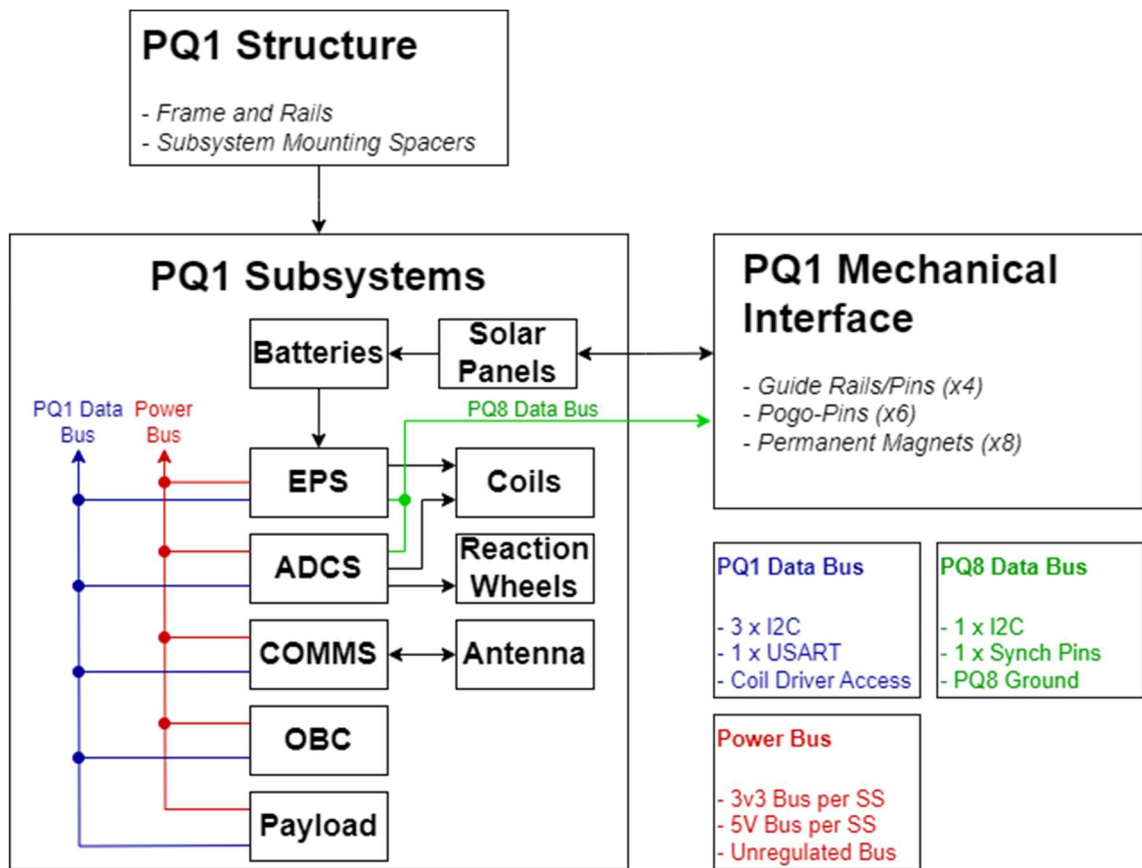 PQ1 Structure
- Frame and Rails
- Subsystem Mounting Spacers
PQ1 Subsystems
Batteries
Solar
Panels
PQ1 Data
Bus
Power
Bus
PQ8 Data Bus
EPS
Coils
ADCS
Reaction
Wheels
COMMS
Antenna
OBC
Payload
PQ1 Mechanical
Interface
- Guide Rails/Pins (x4)
- Pogo-Pins (x6)
- Permanent Magnets (x8)
PQ1 Data Bus
- 3 x I2C
- 1 x USART
- Coil Driver Access
PQ8 Data Bus
- 1 x I2C
- 1 x Synch Pins
- PQ8 Ground
Power Bus
- 3v3 Bus per SS
- 5V Bus per SS
- Unregulated Bus